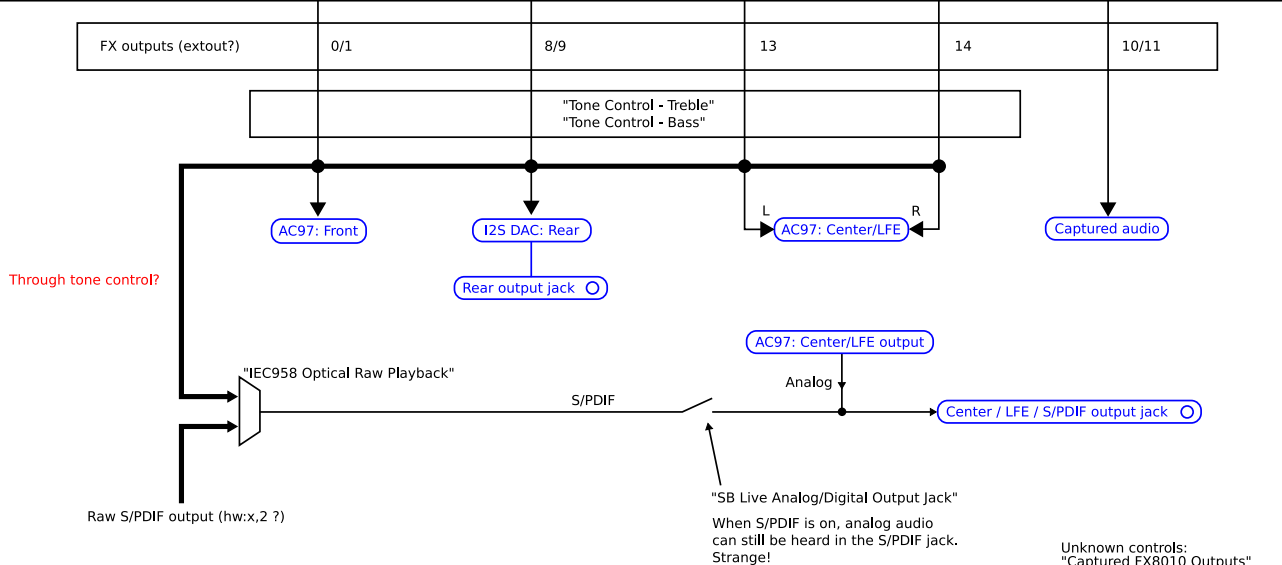 FX outputs (extout?) 0/1 8/9 13 14 10/11
"Tone Control - Treble"
"Tone Control - Bass"
L R
AC97: Front I2S DAC: Rear AC97: Center/LFE Captured audio
Through tone control?
Rear output jack
AC97: Center/LFE output
"IEC958 Optical Raw Playback"
Analog
S/PDIF
Center / LFE / S/PDIF output jack
"SB Live Analog/Digital Output Jack"
Raw S/PDIF output (hw:x,2 ?)
When S/PDIF is on, analog audio
can still be heard in the S/PDIF jack.
Strange!
Unknown controls:
"Captured FX8010 Outputs"